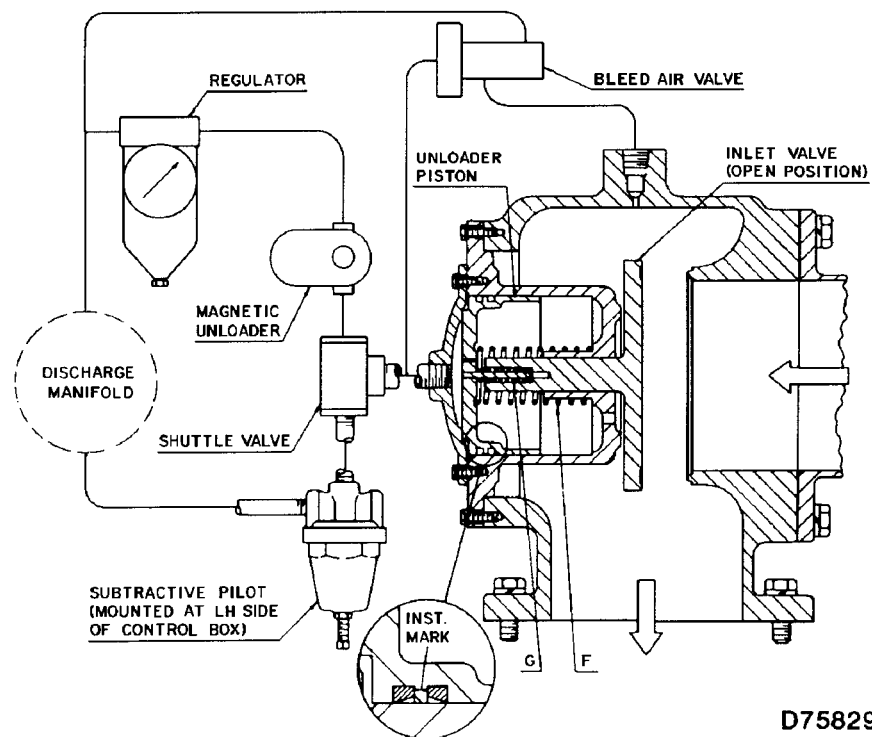 REGULATOR
BLEED AIR VALVE
UNLOADER
PISTON
INLET VALVE
(OPEN POSITION)
MAGNETIC
UNLOADER
DISCHARGE
MANIFOLD
SHUTTLE VALVE
SUBTRACTIVE PILOT
(MOUNTED AT LH SIDE
OF CONTROL BOX)
INST.
MARK
G
F
D75829